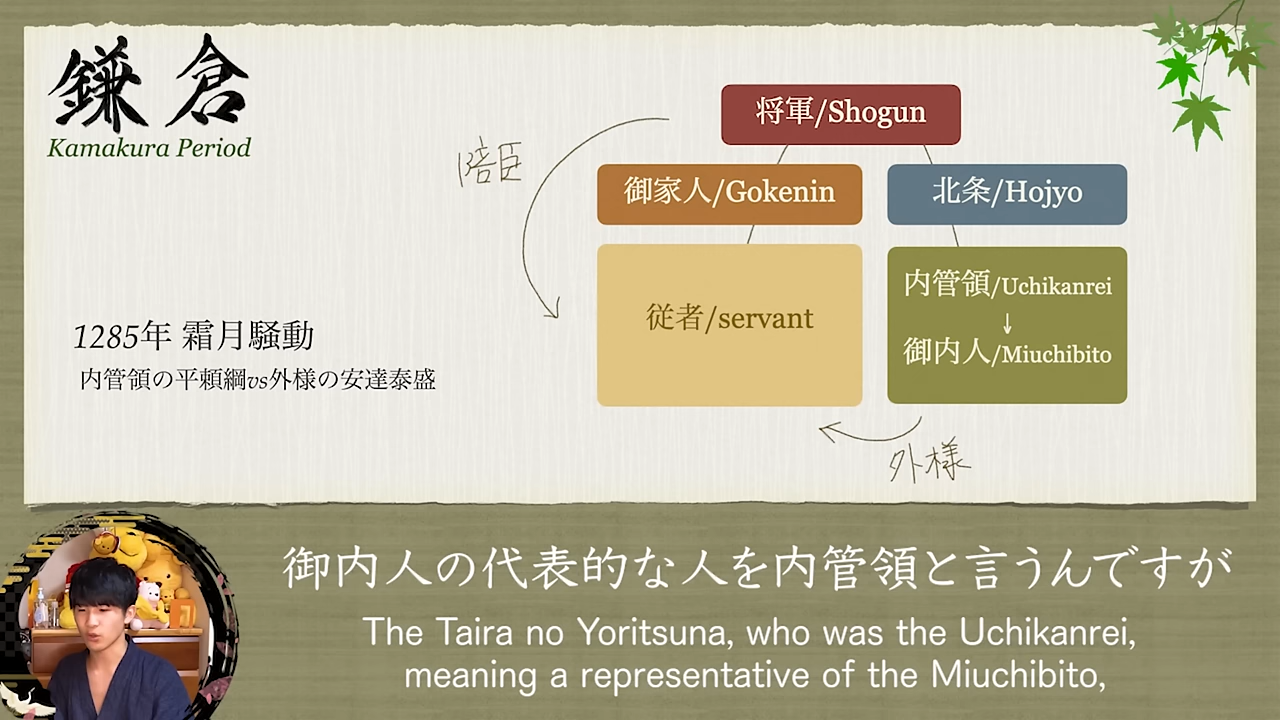 鎌倉
Kamakura Period
将軍/Shogun
陪臣
御家人/Gokenin
北条/Hojyo
従者/servant
内管領/Uchikanrei
↓
御内人/Miuchibito
1285年 霜月騒動
内管領の平頼綱vs外様の安達泰盛
外様
御内人の代表的な人を内管領と言うんですが
The Taira no Yoritsuna, who was the Uchikanrei,
meaning a representative of the Miuchibito,